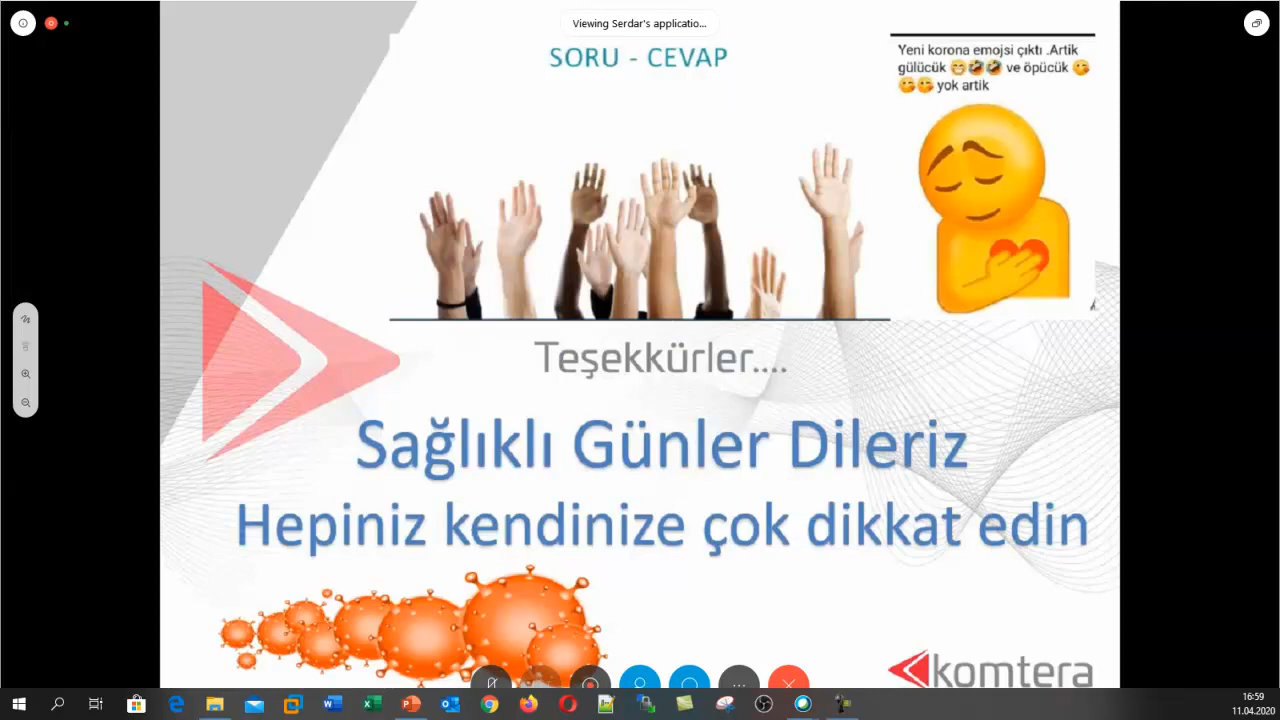 Viewing Serdar's applicatio...
SORU - CEVAP
Yeni korona emojsi çıktı .Artik
gülücük 😁🤣🤣 ve öpücük 😋
😋😋 yok artik
Teşekkürler....
Sağlıklı Günler Dileriz
Hepiniz kendinize çok dikkat edin
komtera
16:59
11.04.2020